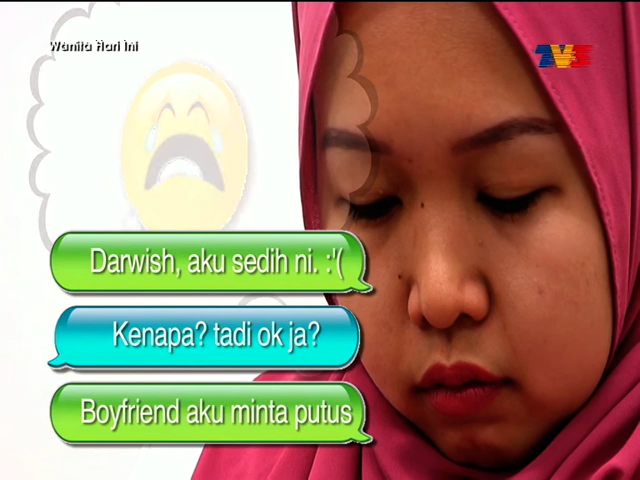 Wanita Hari Ini
TV3
Darwish, aku sedih ni. :'(
Kenapa? tadi ok ja?
Boyfriend aku minta putus